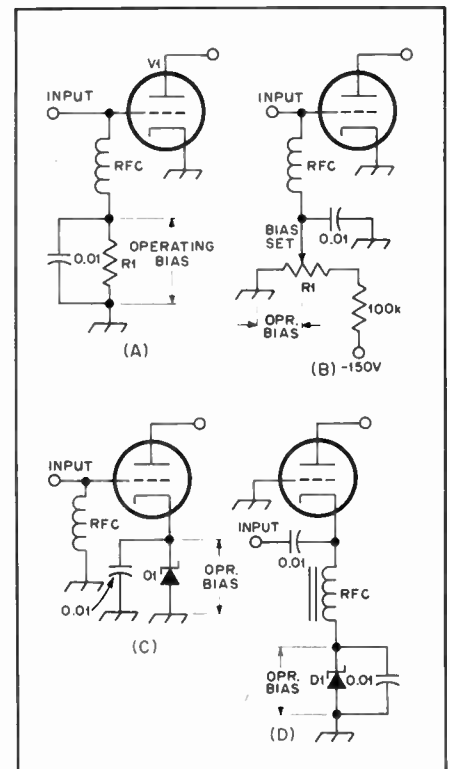 V1
INPUT
RFC
0.01
R1
OPERATING
BIAS
(A)
INPUT
RFC
BIAS
SET
0.01
R1
OPR.
BIAS
100k
(B)
-150V
INPUT
RFC
0.01
D1
OPR.
BIAS
(C)
INPUT
0.01
RFC
OPR.
BIAS
D1
0.01
(D)